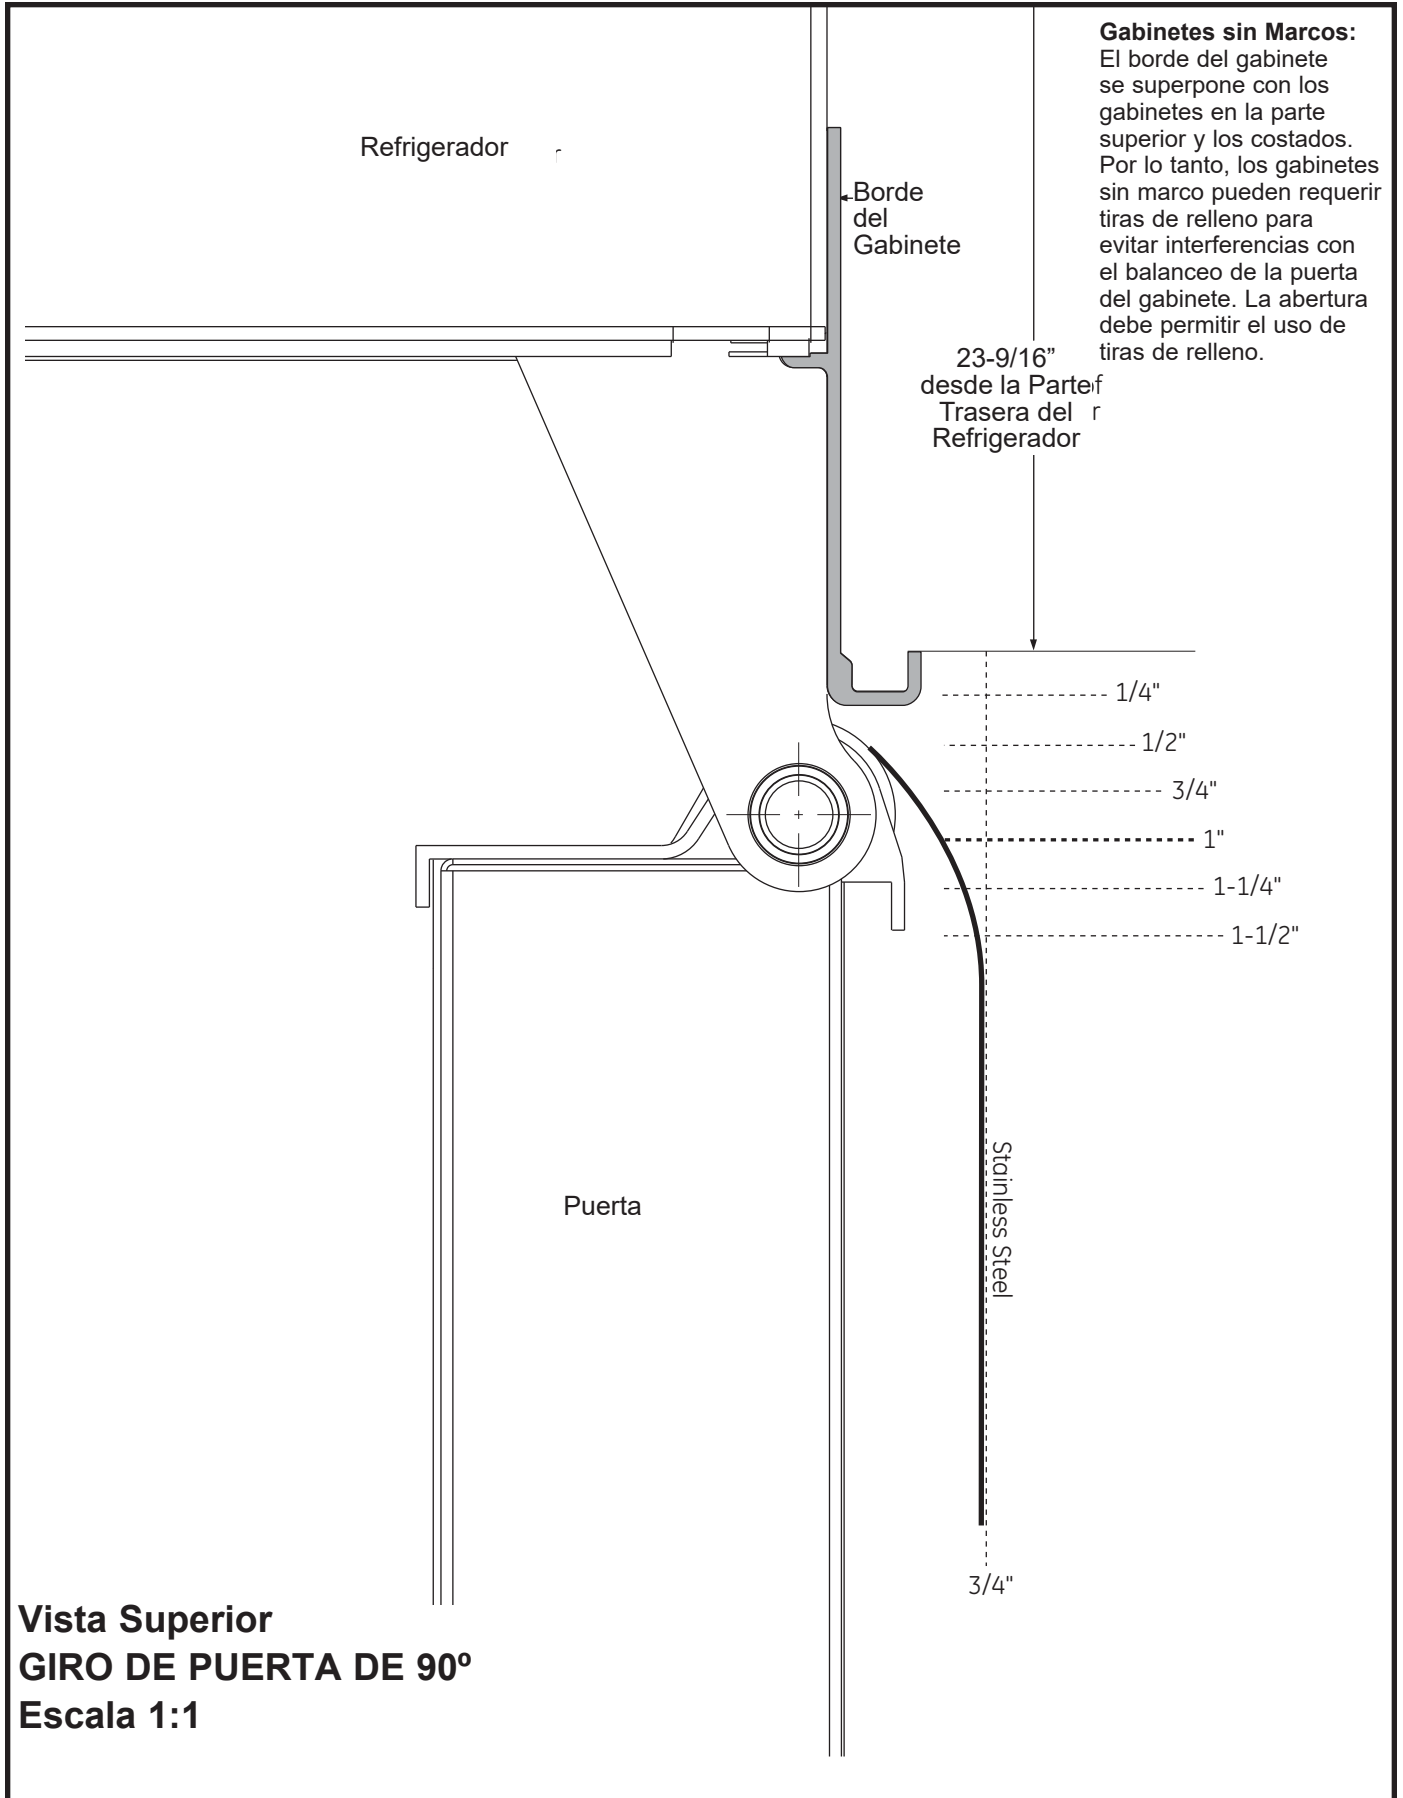 Gabinetes sin Marcos:
El borde del gabinete
se superpone con los
gabinetes en la parte
superior y los costados.
Por lo tanto, los gabinetes
sin marco pueden requerir
tiras de relleno para
evitar interferencias con
el balanceo de la puerta
del gabinete. La abertura
debe permitir el uso de
tiras de relleno.
Refrigerador
Borde
del
Gabinete
23-9/16”
desde la Parte
Trasera del
Refrigerador
1/4"
1/2"
3/4"
1"
1-1/4"
1-1/2"
Stainless Steel
Puerta
3/4"
Vista Superior
GIRO DE PUERTA DE 90º
Escala 1:1